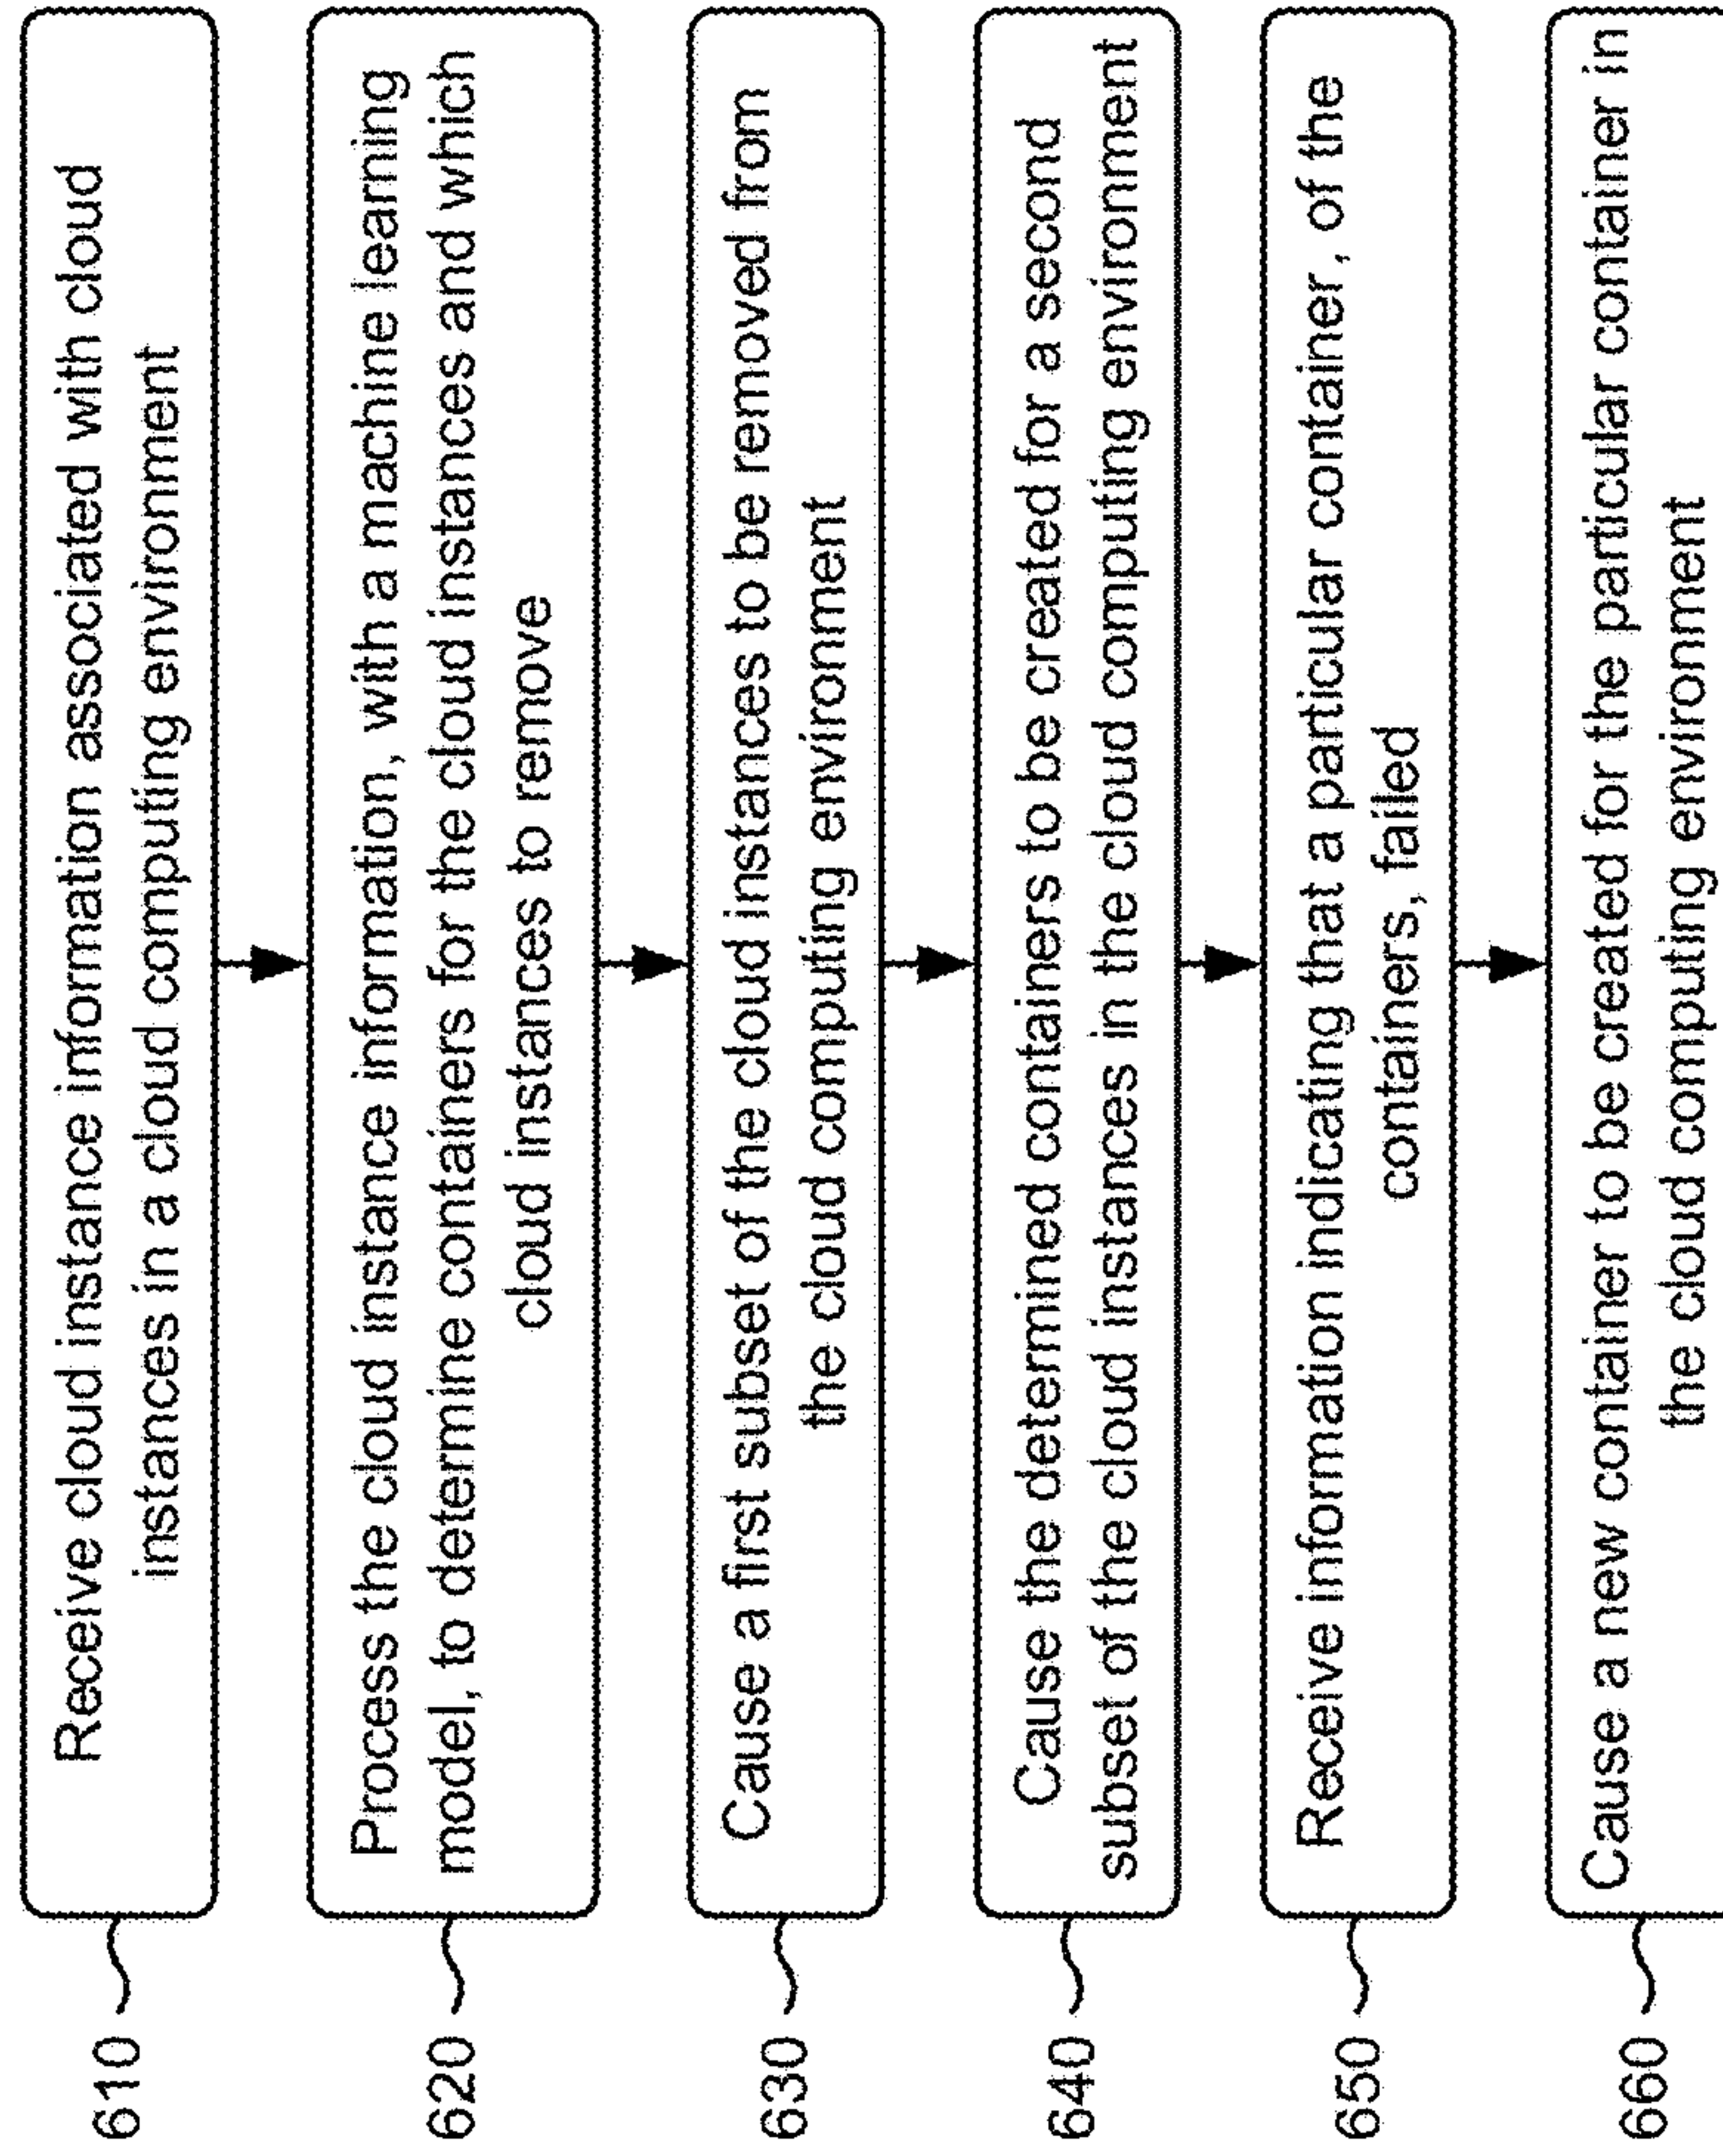 610
Receive cloud instance information associated with cloud
instances in a cloud computing environment
620
Process the cloud instance information, with a machine learning
model, to determine containers for the cloud instances and which
cloud instances to remove
630
Cause a first subset of the cloud instances to be removed from
the cloud computing environment
640
Cause the determined containers to be created for a second
subset of the cloud instances in the cloud computing environment
650
Receive information indicating that a particular container, of the
containers, failed
660
Cause a new container to be created for the particular container in
the cloud computing environment